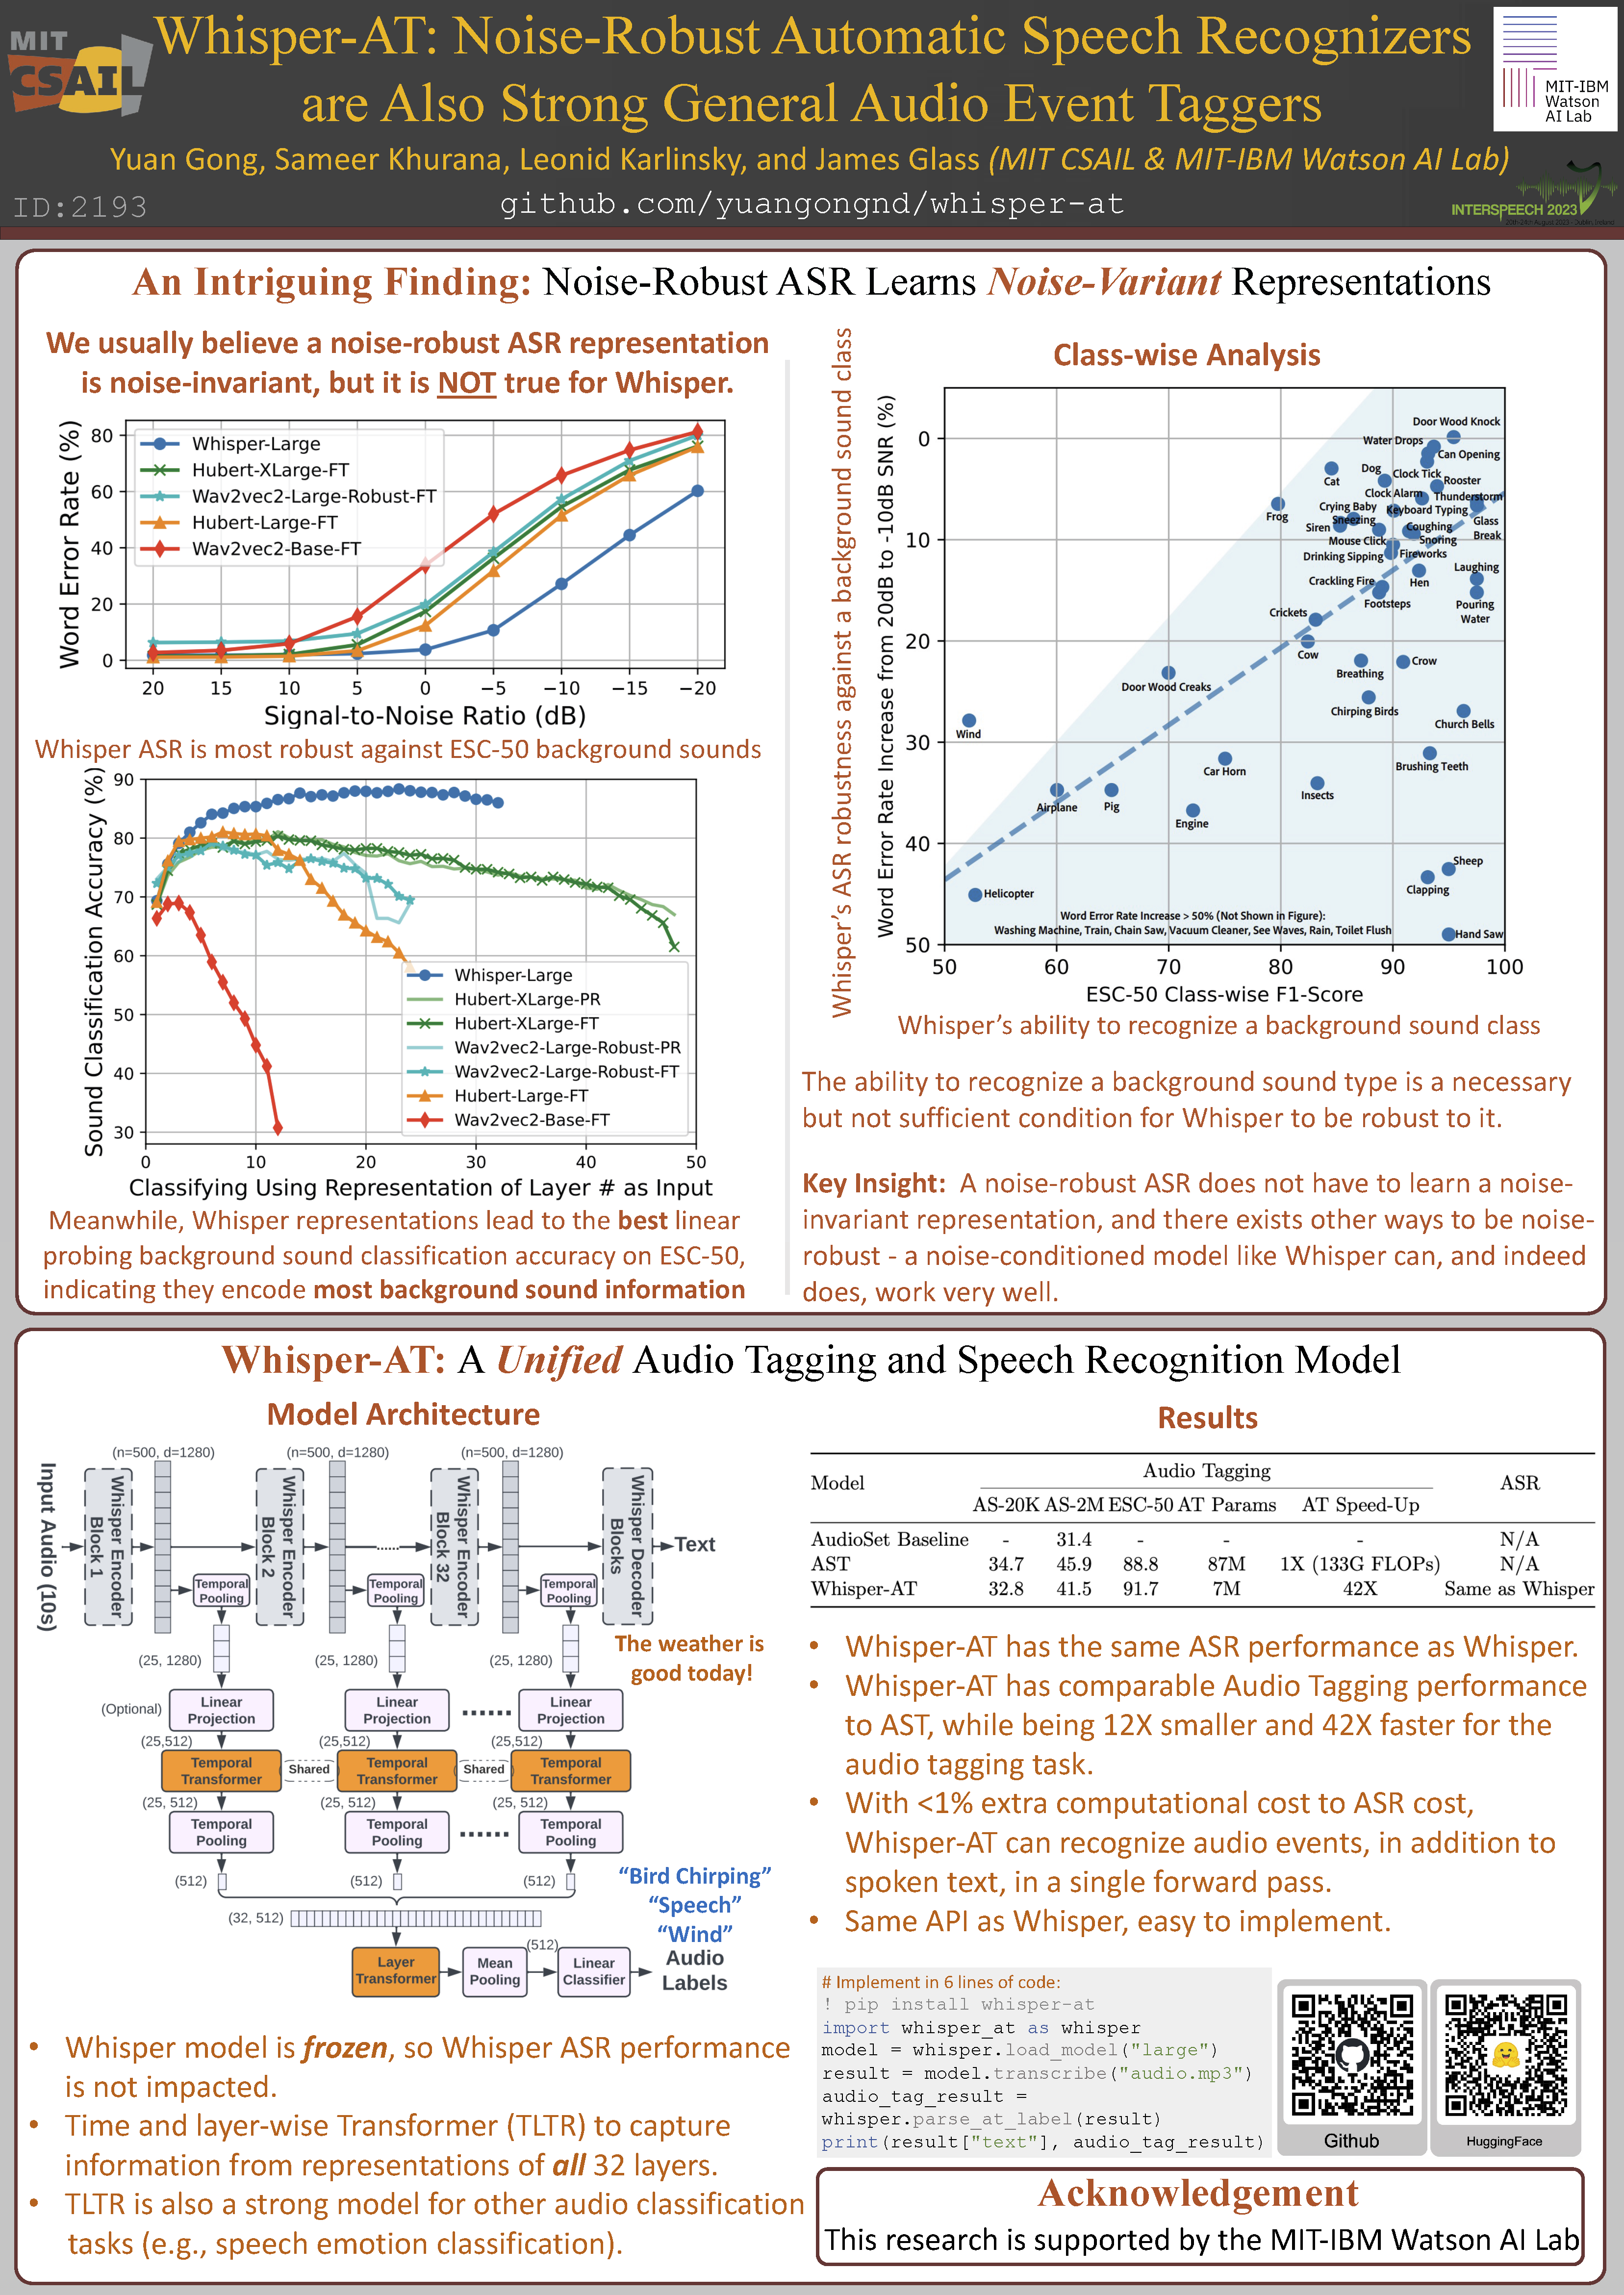 MIT
CSAIL
Whisper-AT: Noise-Robust Automatic Speech Recognizers
are Also Strong General Audio Event Taggers
MIT-IBM
Watson
AI Lab
Yuan Gong, Sameer Khurana, Leonid Karlinsky, and James Glass (MIT CSAIL & MIT-IBM Watson AI Lab)
ID:2193
github.com/yuangongnd/whisper-at
INTERSPEECH 2023
An Intriguing Finding: Noise-Robust ASR Learns Noise-Variant Representations
We usually believe a noise-robust ASR representation
is noise-invariant, but it is NOT true for Whisper.
Word Error Rate (%)
80
60
40
20
0
Whisper-Large
Hubert-XLarge-FT
Wav2vec2-Large-Robust-FT
Hubert-Large-FT
Wav2vec2-Base-FT
20 15 10 5 0 −5 −10 −15 −20
Signal-to-Noise Ratio (dB)
Whisper ASR is most robust against ESC-50 background sounds
Sound Classification Accuracy (%)
90
80
70
60
50
40
30
Whisper-Large
Hubert-XLarge-PR
Hubert-XLarge-FT
Wav2vec2-Large-Robust-PR
Wav2vec2-Large-Robust-FT
Hubert-Large-FT
Wav2vec2-Base-FT
0 10 20 30 40 50
Classifying Using Representation of Layer # as Input
Meanwhile, Whisper representations lead to the best linear
probing background sound classification accuracy on ESC-50,
indicating they encode most background sound information
Class-wise Analysis
Whisper's ASR robustness against a background sound class
Word Error Rate Increase from 20dB to -10dB SNR (%)
0
10
20
30
40
50
Door Wood Knock
Water Drops
Can Opening
Cat
Dog
Clock Tick
Rooster
Clock Alarm
Thunderstorm
Frog
Crying Baby
Keyboard Typing
Sneezing
Siren
Coughing
Glass
Break
Mouse Click
Snoring
Drinking Sipping
Fireworks
Laughing
Crackling Fire
Hen
Footsteps
Pouring
Water
Crickets
Cow
Breathing
Crow
Door Wood Creaks
Chirping Birds
Church Bells
Wind
Car Horn
Brushing Teeth
Insects
Airplane
Pig
Engine
Sheep
Clapping
Helicopter
Hand Saw
Word Error Rate Increase > 50% (Not Shown in Figure):
Washing Machine, Train, Chain Saw, Vacuum Cleaner, See Waves, Rain, Toilet Flush
50 60 70 80 90 100
ESC-50 Class-wise F1-Score
Whisper's ability to recognize a background sound class
The ability to recognize a background sound type is a necessary
but not sufficient condition for Whisper to be robust to it.
Key Insight: A noise-robust ASR does not have to learn a noise-
invariant representation, and there exists other ways to be noise-
robust - a noise-conditioned model like Whisper can, and indeed
does, work very well.
Whisper-AT: A Unified Audio Tagging and Speech Recognition Model
Model Architecture
(n=500, d=1280) (n=500, d=1280) (n=500, d=1280)
Input Audio (10s)
Whisper Encoder
Block 1
Whisper Encoder
Block 2
Whisper Encoder
Block 32
Whisper Decoder
Blocks
Text
Temporal
Pooling
Temporal
Pooling
Temporal
Pooling
The weather is
good today!
(25, 1280) (25, 1280) (25, 1280)
(Optional)
Linear
Projection
Linear
Projection
Linear
Projection
(25,512) (25,512) (25,512)
Temporal
Transformer
Shared
Temporal
Transformer
Shared
Temporal
Transformer
(25, 512) (25, 512) (25, 512)
Temporal
Pooling
Temporal
Pooling
Temporal
Pooling
(512) (512) (512)
(32, 512)
"Bird Chirping"
"Speech"
"Wind"
Layer
Transformer
Mean
Pooling
(512)
Linear
Classifier
Audio
Labels
• Whisper model is frozen, so Whisper ASR performance
is not impacted.
• Time and layer-wise Transformer (TLTR) to capture
information from representations of all 32 layers.
• TLTR is also a strong model for other audio classification
tasks (e.g., speech emotion classification).
Results
Model Audio Tagging ASR
AS-20K AS-2M ESC-50 AT Params AT Speed-Up
AudioSet Baseline - 31.4 - - - N/A
AST 34.7 45.9 88.8 87M 1X (133G FLOPs) N/A
Whisper-AT 32.8 41.5 91.7 7M 42X Same as Whisper
• Whisper-AT has the same ASR performance as Whisper.
• Whisper-AT has comparable Audio Tagging performance
to AST, while being 12X smaller and 42X faster for the
audio tagging task.
• With <1% extra computational cost to ASR cost,
Whisper-AT can recognize audio events, in addition to
spoken text, in a single forward pass.
• Same API as Whisper, easy to implement.
# Implement in 6 lines of code:
! pip install whisper-at
import whisper_at as whisper
model = whisper.load_model("large")
result = model.transcribe("audio.mp3")
audio_tag_result =
whisper.parse_at_label(result)
print(result["text"], audio_tag_result)
Github
HuggingFace
Acknowledgement
This research is supported by the MIT-IBM Watson AI Lab